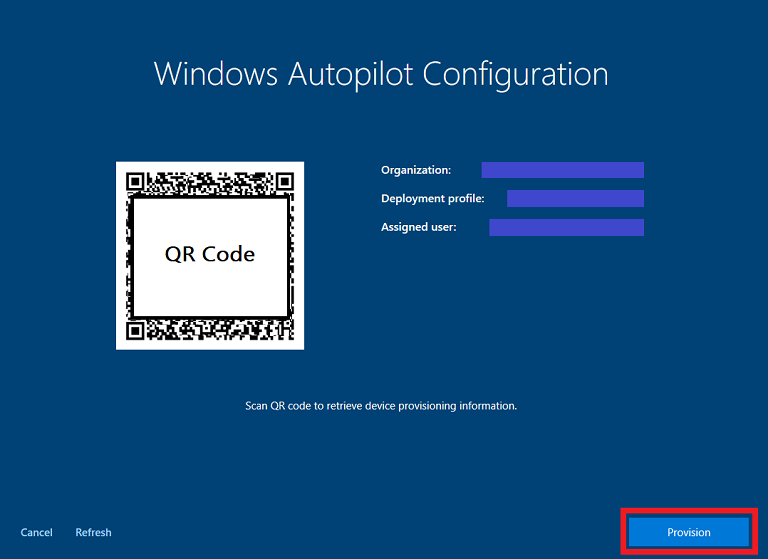 Windows Autopilot Configuration
Organization:
Deployment profile:
Assigned user:
QR Code
Scan QR code to retrieve device provisioning information.
Cancel
Refresh
Provision